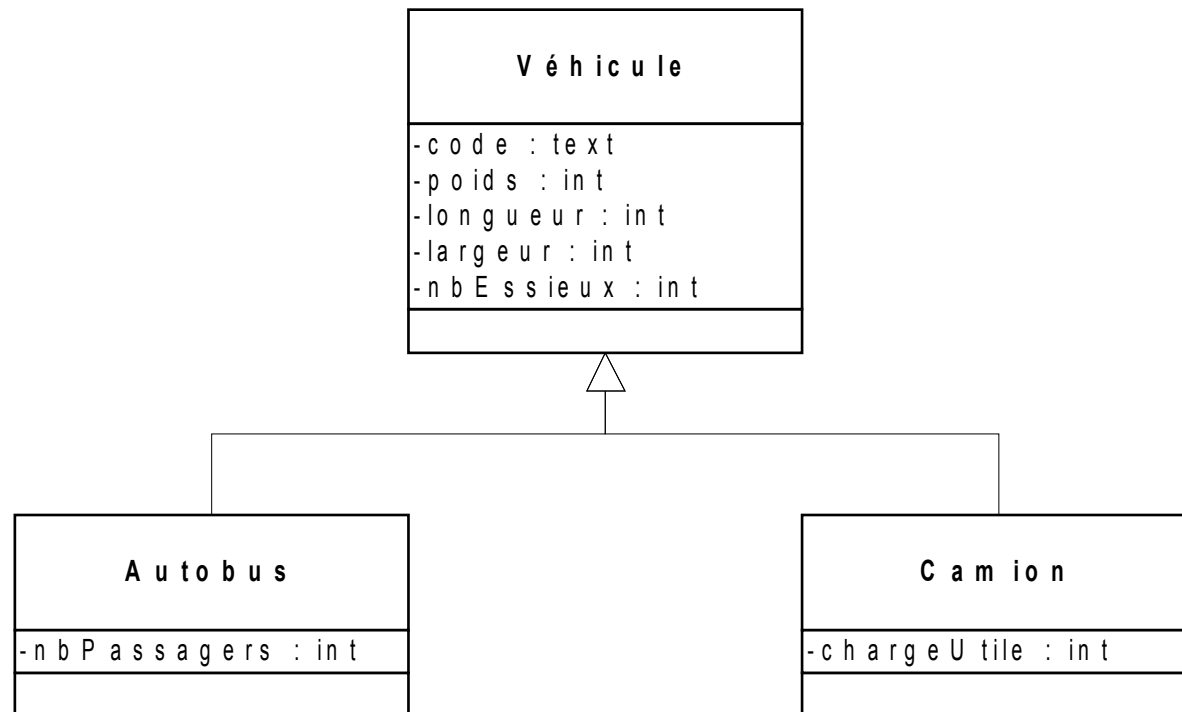 Véhicule
-code : text
-poids : int
-longueur : int
-largeur : int
-nbEssieux : int
Autobus
-nbPassagers : int
Camion
-chargeUtile : int